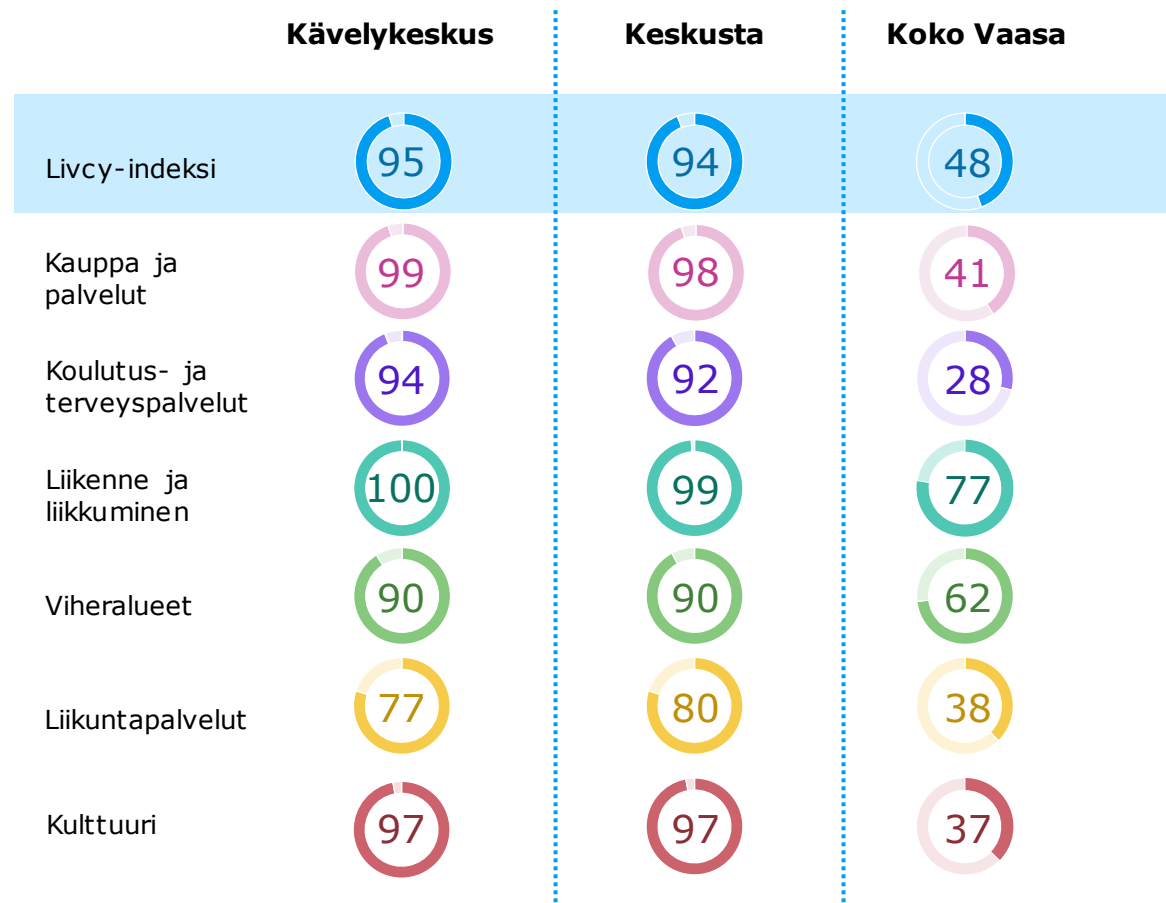 Kävelykeskus Keskusta Koko Vaasa
Livcy-indeksi 95 94 48
Kauppa ja
palvelut 99 98 41
Koulutus- ja
terveyspalvelut 94 92 28
Liikenne ja
liikkuminen 100 99 77
Viheralueet 90 90 62
Liikuntapalvelut 77 80 38
Kulttuuri 97 97 37